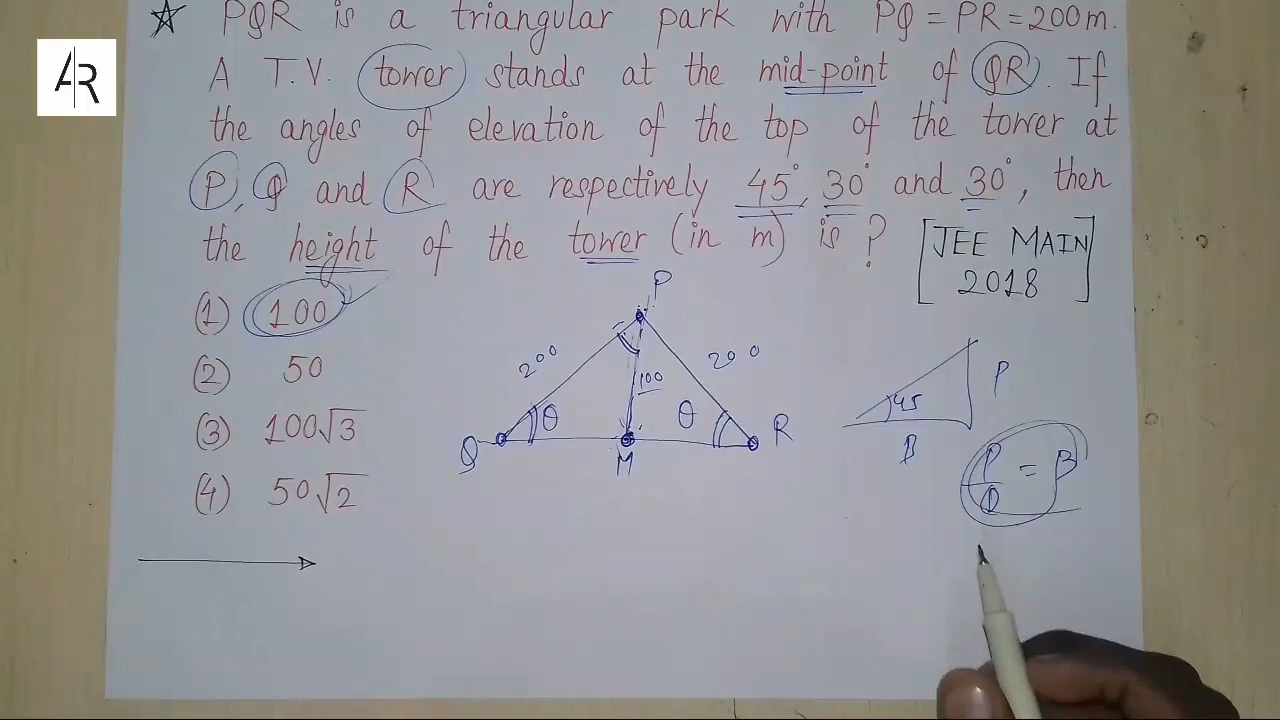 AR
PQR is a triangular park with PQ = PR = 200 m.
A T.V. tower stands at the mid-point of QR. If
the angles of elevation of the top of the tower at
P, Q and R are respectively 45°, 30° and 30°, then
the height of the tower (in m) is ?
[JEE MAIN
2018]
(1) 100
(2) 50
(3) 100√3
(4) 50√2
P
200
200
100
θ
θ
Q
M
R
45
P
B
P = B